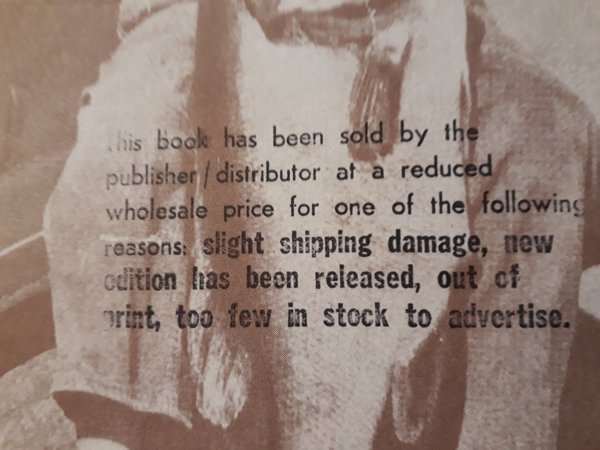 This book has been sold by the
publisher/distributor at a reduced
wholesale price for one of the following
reasons: slight shipping damage, new
edition has been released, out of
print, too few in stock to advertise.